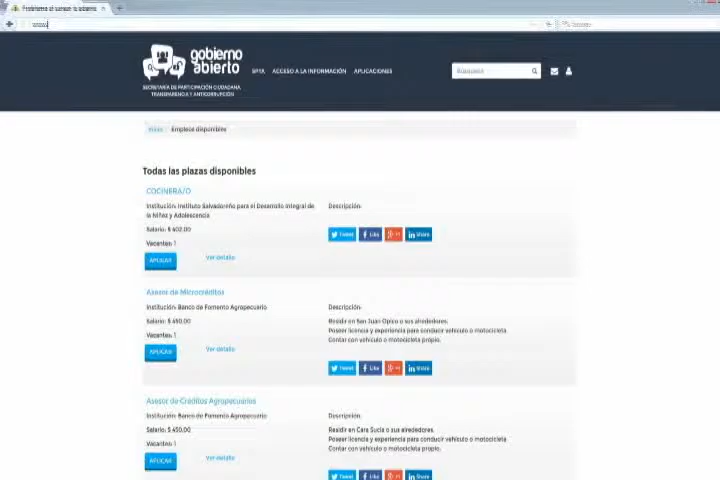 gobierno
abierto
SPTA ACCESO A LA INFORMACIÓN APLICACIONES
Búsqueda
SECRETARÍA DE PARTICIPACIÓN CIUDADANA
TRANSPARENCIA Y ANTICORRUPCIÓN
Inicio Empleos disponibles
Todas las plazas disponibles
COCINERA/O
Institución: Instituto Salvadoreño para el Desarrollo Integral de
la Niñez y Adolescencia
Descripción:
Salario: $ 402.00
Tweet Like +1 Share
Vacantes: 1
APLICAR Ver detalle
Asesor de Microcréditos
Institución: Banco de Fomento Agropecuario
Descripción:
Salario: $ 450.00
Residir en San Juan Opico o sus alrededores.
Poseer licencia y experiencia para conducir vehículo o motocicleta
Vacantes: 1
Contar con vehículo o motocicleta propio.
APLICAR Ver detalle
Tweet Like +1 Share
Asesor de Créditos Agropecuarios
Institución: Banco de Fomento Agropecuario
Descripción:
Salario: $ 450.00
Residir en Cara Sucia o sus alrededores.
Poseer licencia y experiencia para conducir vehículo o motocicleta
Vacantes: 1
Contar con vehículo o motocicleta propio.
APLICAR Ver detalle
Tweet Like +1 Share